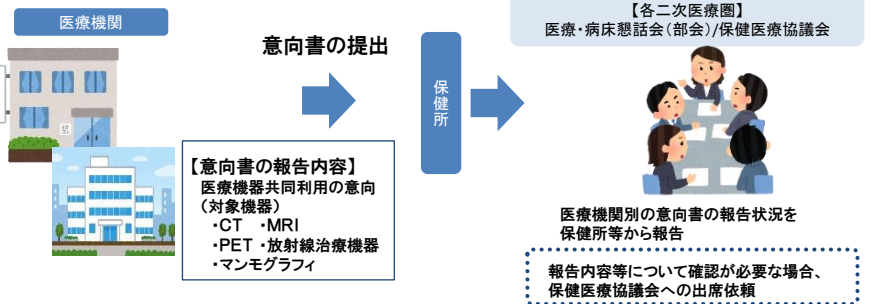 医療機関
意向書の提出
【意向書の報告内容】
医療機器共同利用の意向
（対象機器）
・CT ・MRI
・PET ・放射線治療機器
・マンモグラフィ
保健所
【各二次医療圏】
医療・病床懇話会（部会）/保健医療協議会
医療機関別の意向書の報告状況を
保健所等から報告
報告内容等について確認が必要な場合、
保健医療協議会への出席依頼